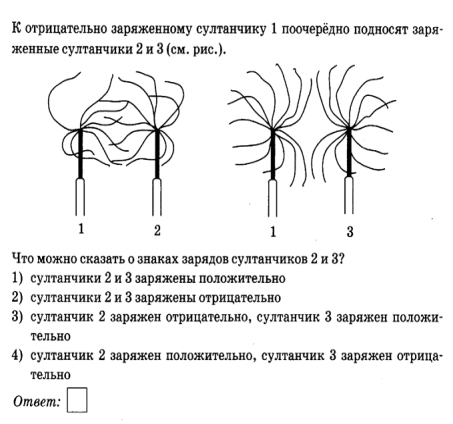 К отрицательно заряженному султанчику 1 поочерёдно подносят заря-
женные султанчики 2 и 3 (см. рис.).
1 2 1 3
Что можно сказать о знаках зарядов султанчиков 2 и 3?
1) султанчики 2 и 3 заряжены положительно
2) султанчики 2 и 3 заряжены отрицательно
3) султанчик 2 заряжен отрицательно, султанчик 3 заряжен положи-
тельно
4) султанчик 2 заряжен положительно, султанчик 3 заряжен отрица-
тельно
Ответ: